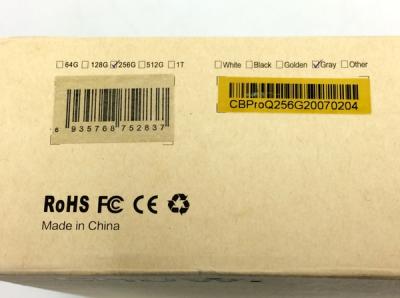 ☐64G ☐128G ☑256G ☐512G ☐1T ☐White ☐Black ☐Golden ☑Gray ☐Other
6 935768 752837
CBProQ256G20070204
RoHS FC CE
Made in China